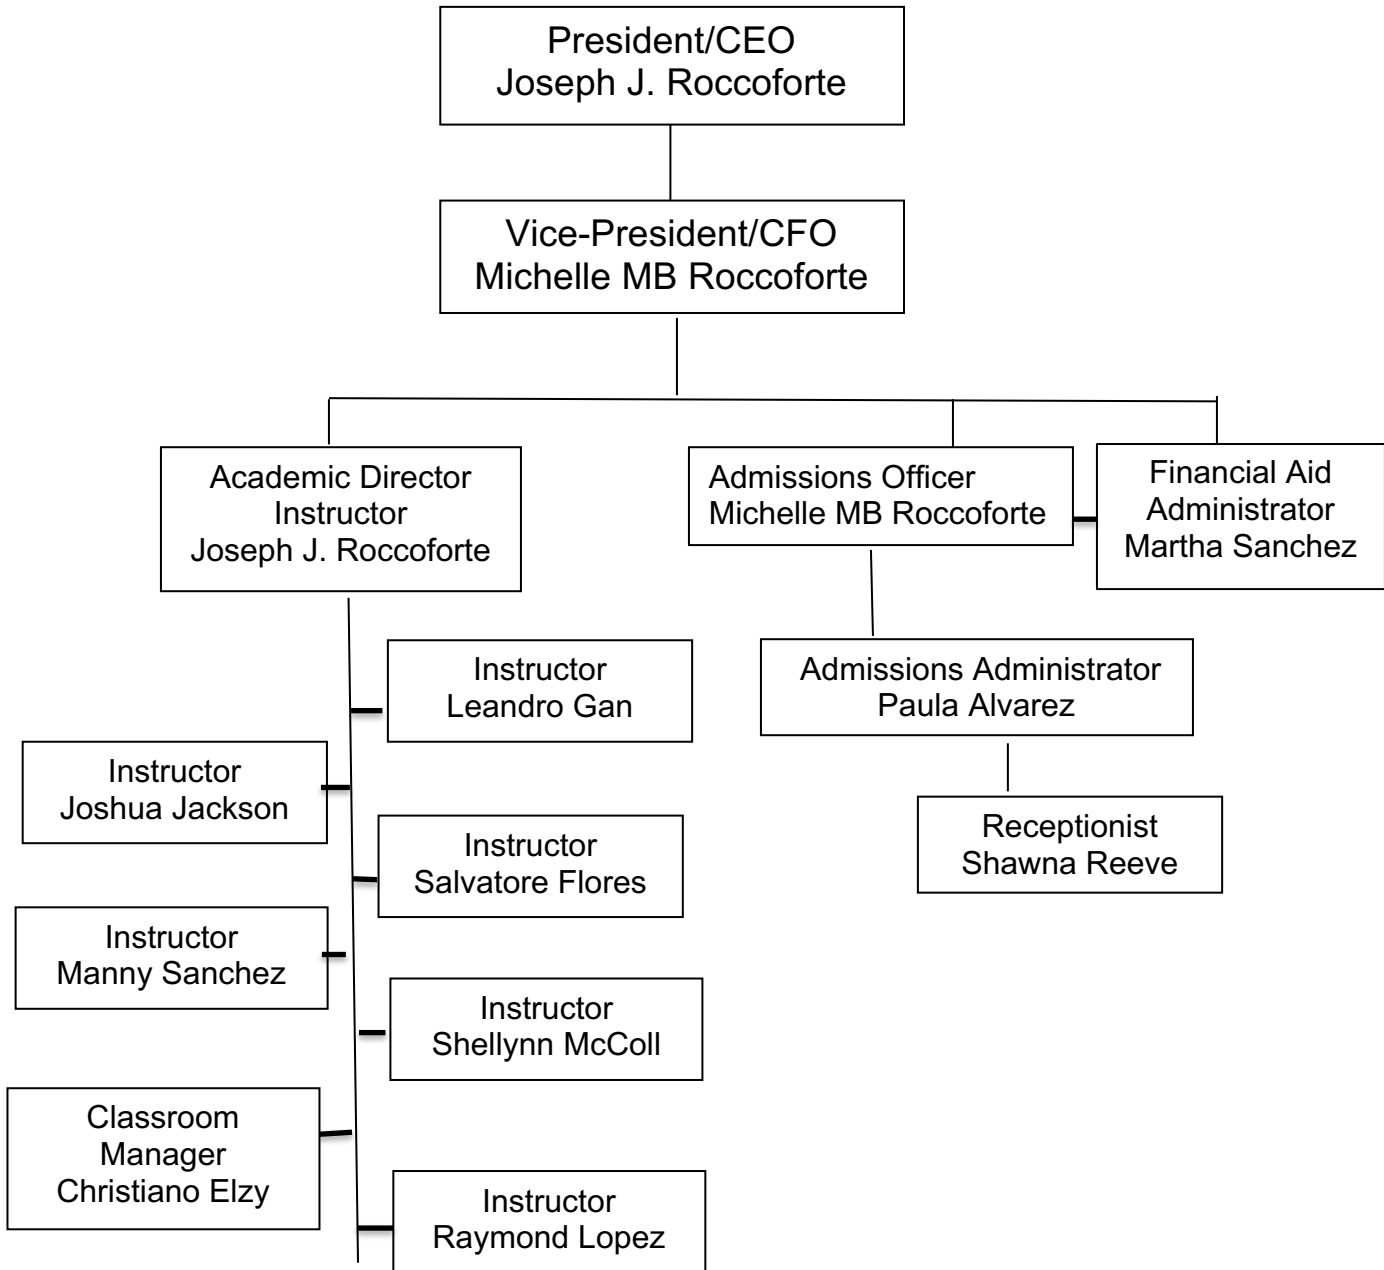 President/CEO
Joseph J. Roccoforte
Vice-President/CFO
Michelle MB Roccoforte
Academic Director
Instructor
Joseph J. Roccoforte
Admissions Officer
Michelle MB Roccoforte
Financial Aid
Administrator
Martha Sanchez
Instructor
Leandro Gan
Admissions Administrator
Paula Alvarez
Instructor
Joshua Jackson
Receptionist
Shawna Reeve
Instructor
Salvatore Flores
Instructor
Manny Sanchez
Instructor
Shellynn McColl
Classroom
Manager
Christiano Elzy
Instructor
Raymond Lopez